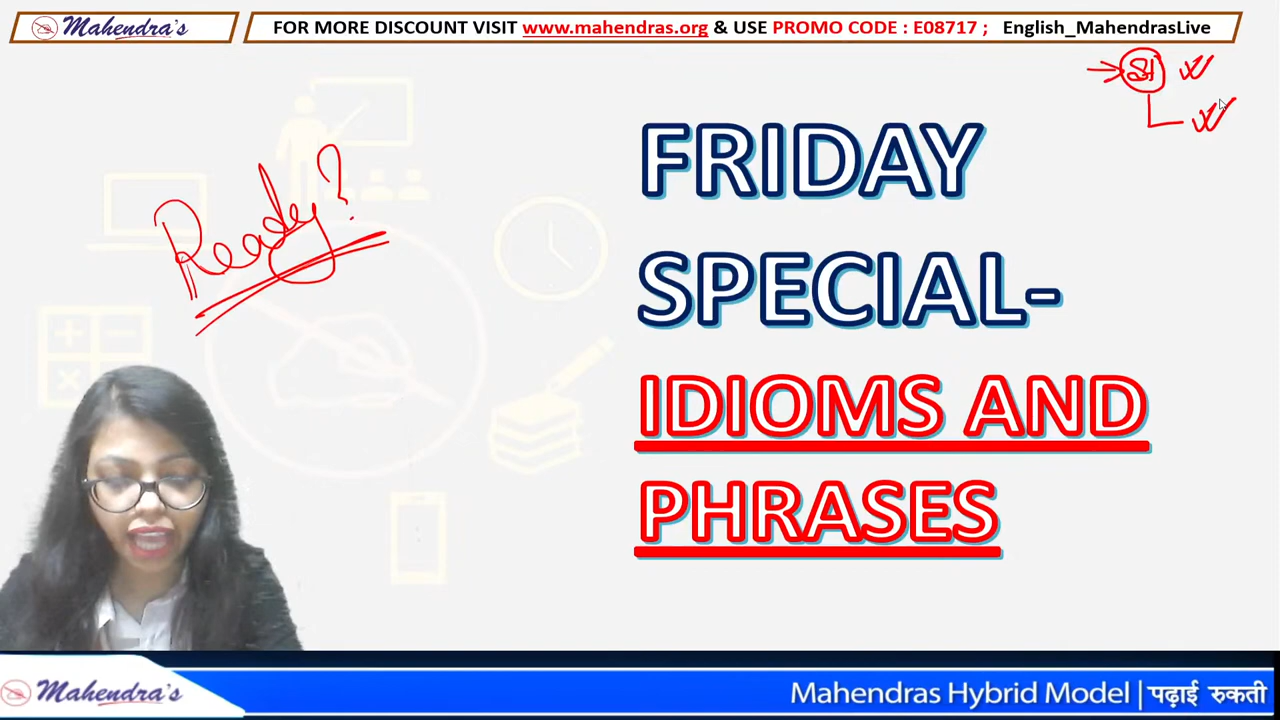 Mahendra's
FOR MORE DISCOUNT VISIT www.mahendras.org & USE PROMO CODE : E08717 ; English_MahendrasLive
Ready?
FRIDAY
SPECIAL-
IDIOMS AND
PHRASES
Mahendra's
Mahendras Hybrid Model | पढ़ाई रुकती